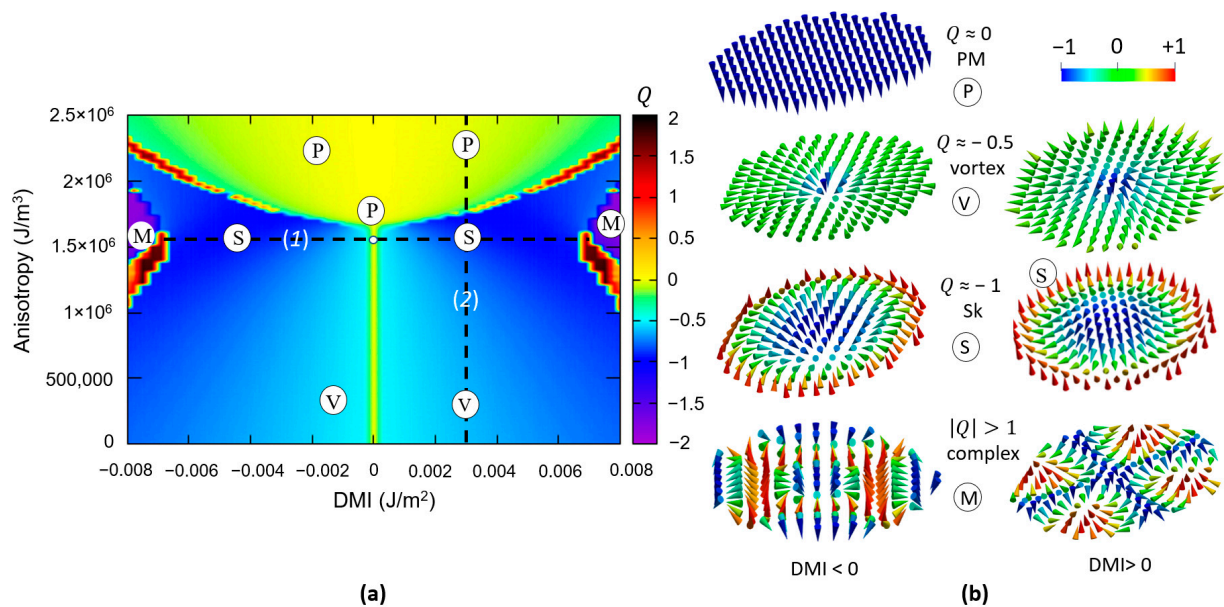 Q
2.5×10⁶
2×10⁶
1.5×10⁶
1×10⁶
500,000
0
Anisotropy (J/m³)
−0.008 −0.006 −0.004 −0.002 0 0.002 0.004 0.006 0.008
DMI (J/m²)
P
P
P
M
S
(1)
S
M
(2)
V
V
2
1.5
1
0.5
0
−0.5
−1
−1.5
−2
(a)
Q ≈ 0
PM
P
−1 0 +1
Q ≈ − 0.5
vortex
V
Q ≈ − 1
Sk
S
S
|Q| > 1
complex
M
DMI < 0
DMI> 0
(b)